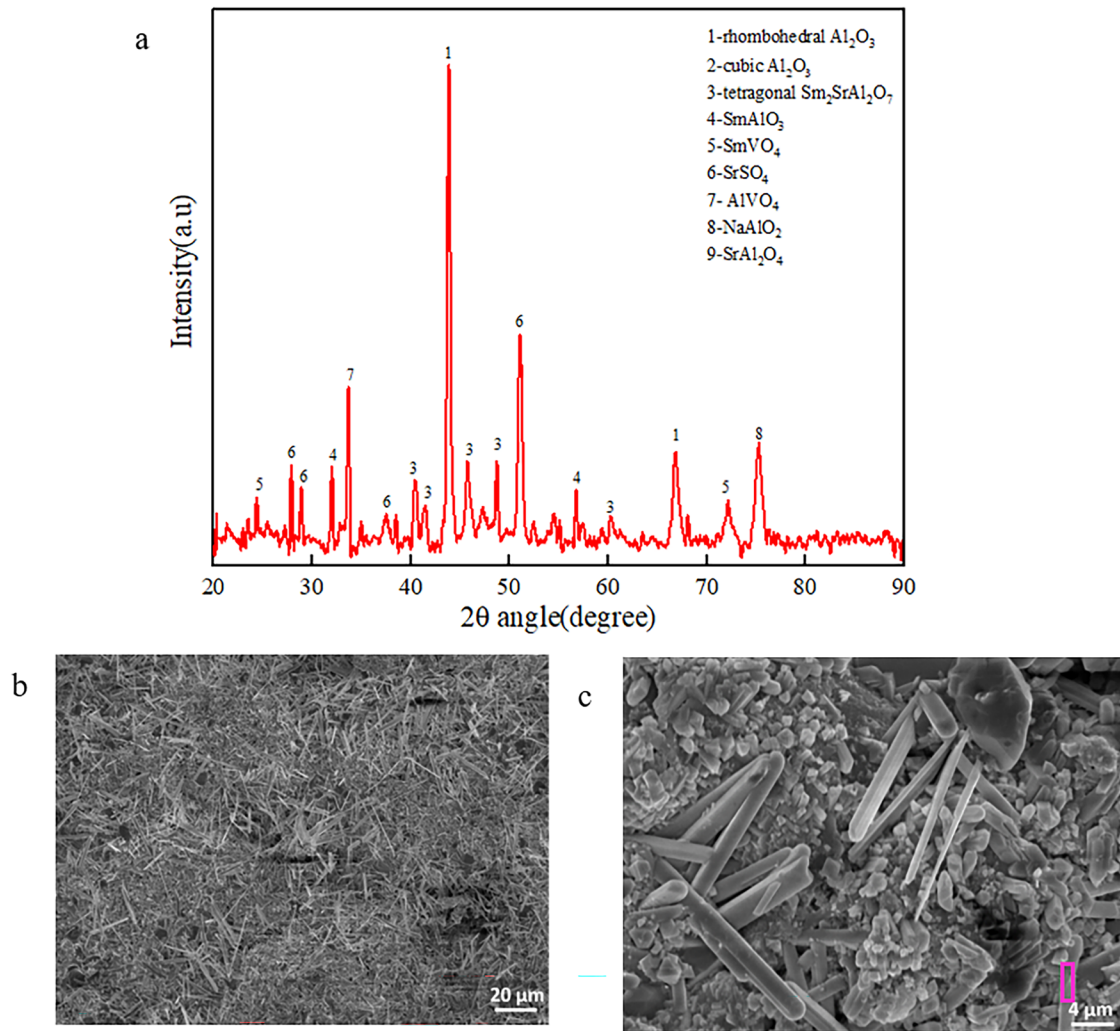 a
1-rhombohedral Al₂O₃
2-cubic Al₂O₃
3-tetragonal Sm₂SrAl₂O₇
4-SmAlO₃
5-SmVO₄
6-SrSO₄
7- AlVO₄
8-NaAlO₂
9-SrAl₂O₄
Intensity(a.u)
5
6
6
4
7
6
3
3
1
3
3
6
4
3
1
5
8
20 30 40 50 60 70 80 90
2θ angle(degree)
b
20 μm
c
4 μm